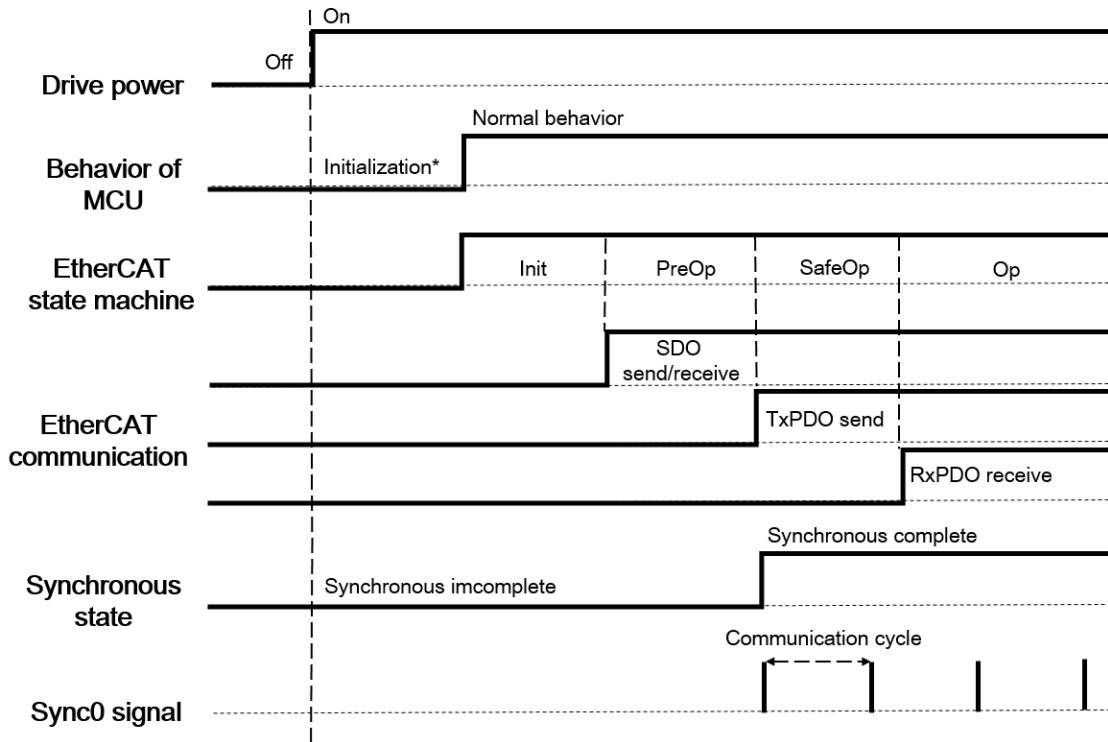 On
Off
Drive power
Normal behavior
Behavior of
MCU
Initialization*
EtherCAT
state machine
Init
PreOp
SafeOp
Op
SDO
send/receive
EtherCAT
communication
TxPDO send
RxPDO receive
Synchronous complete
Synchronous
state
Synchronous imcomplete
Communication cycle
Sync0 signal